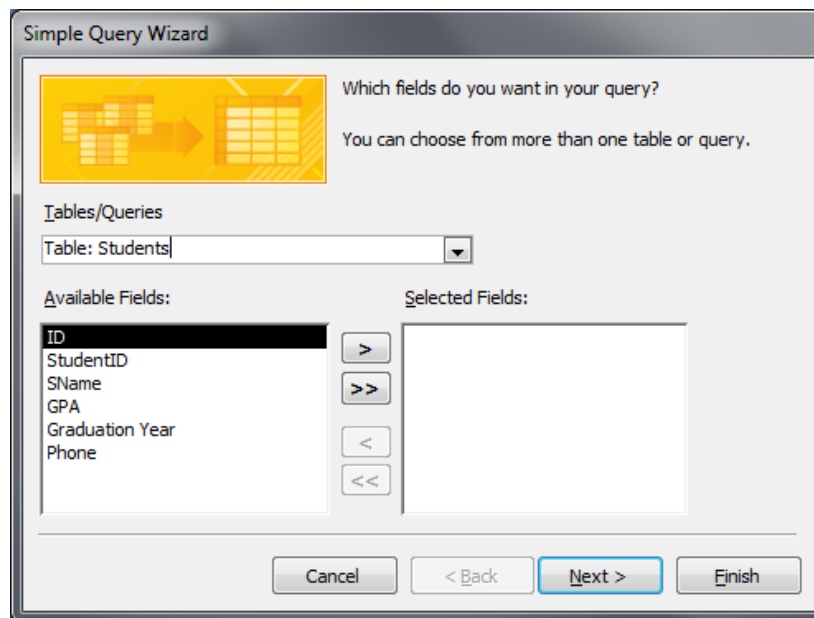 Simple Query Wizard
Which fields do you want in your query?
You can choose from more than one table or query.
Tables/Queries
Table: Students
Available Fields:
Selected Fields:
ID
StudentID
SName
GPA
Graduation Year
Phone
>
>>
<
<<
Cancel
< Back
Next >
Finish